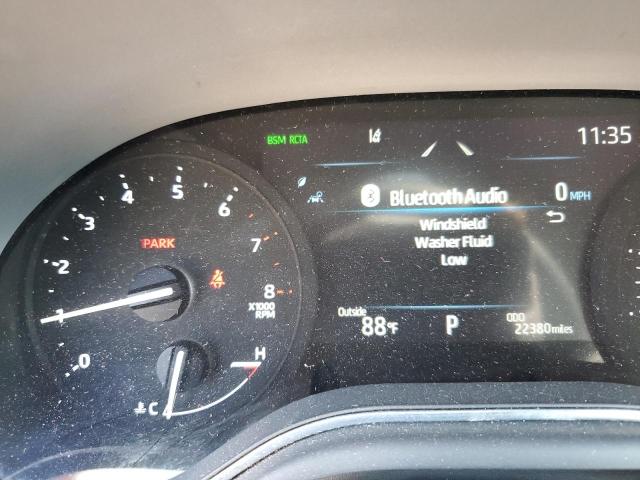 BSM RCTA
11:35
Bluetooth Audio
0 MPH
Windshield
Washer Fluid
Low
Outside
88°F
P
ODO
22380 miles
0
1
2
3
4
5
6
7
8
X1000
RPM
PARK
H
C